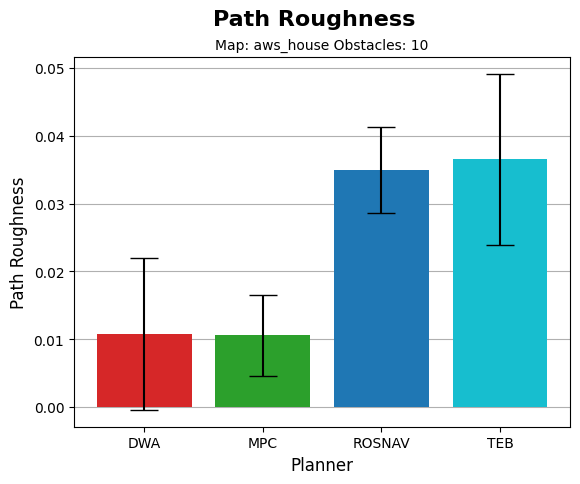 Path Roughness
Map: aws_house Obstacles: 10
0.05
0.04
0.03
0.02
0.01
0.00
Path Roughness
DWA MPC ROSNAV TEB
Planner